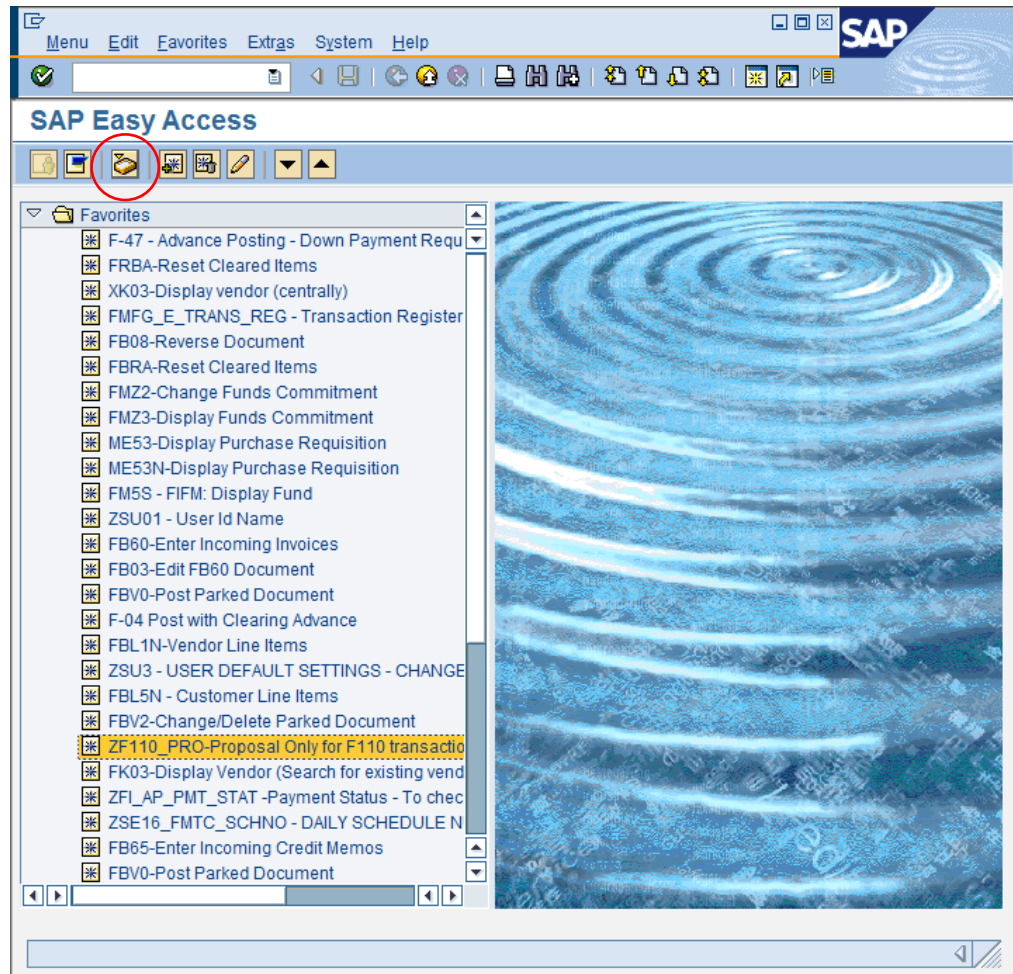 Menu Edit Favorites Extras System Help
SAP
SAP Easy Access
Favorites
F-47 - Advance Posting - Down Payment Requ
FRBA-Reset Cleared Items
XK03-Display vendor (centrally)
FMFG_E_TRANS_REG - Transaction Register
FB08-Reverse Document
FBRA-Reset Cleared Items
FMZ2-Change Funds Commitment
FMZ3-Display Funds Commitment
ME53-Display Purchase Requisition
ME53N-Display Purchase Requisition
FM5S - FIFM: Display Fund
ZSU01 - User Id Name
FB60-Enter Incoming Invoices
FB03-Edit FB60 Document
FBV0-Post Parked Document
F-04 Post with Clearing Advance
FBL1N-Vendor Line Items
ZSU3 - USER DEFAULT SETTINGS - CHANGE
FBL5N - Customer Line Items
FBV2-Change/Delete Parked Document
ZF110_PRO-Proposal Only for F110 transactio
FK03-Display Vendor (Search for existing vend
ZFI_AP_PMT_STAT -Payment Status - To chec
ZSE16_FMTC_SCHNO - DAILY SCHEDULE N
FB65-Enter Incoming Credit Memos
FBV0-Post Parked Document